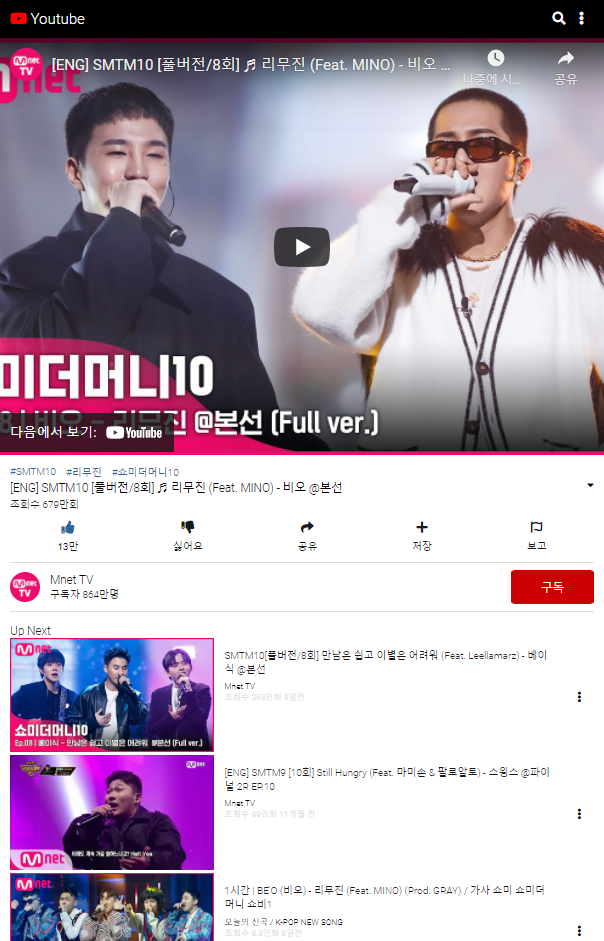 Youtube
Mnet TV
[ENG] SMTM10 [풀버전/8회] ♬ 리무진 (Feat. MINO) - 비오 ...
나중에 시...
공유
미더머니10
비오 - 리무진 @본선 (Full ver.)
다음에서 보기: YouTube
#SMTM10 #리무진 #쇼미더머니10
[ENG] SMTM10 [풀버전/8회] ♬ 리무진 (Feat. MINO) - 비오 @본선
조회수 679만회
13만
싫어요
공유
저장
보고
Mnet TV
Mnet TV
구독자 864만명
구독
Up Next
Mnet
쇼미더머니10
Ep.08 | 베이식 - 만남은 쉽고 이별은 어려워 @본선 (Full ver.)
SMTM10[풀버전/8회] 만남은 쉽고 이별은 어려워 (Feat. Leellamarz) - 베이
식 @본선
Mnet TV
조회수 368만회 8일전
Mnet
Mnet
[ENG] SMTM9 [10회] Still Hungry (Feat. 마미손 & 팔로알토) - 스윙스 @파이
널 2R EP.10
Mnet TV
조회수 99만회 11개월 전
Mnet
1시간 | BE'O (비오) - 리무진 (Feat. MINO) (Prod. GRAY) / 가사 쇼미 쇼미더
머니 쇼비1
오늘의 신곡 / K-POP NEW SONG
조회수 8.3만회 8일전